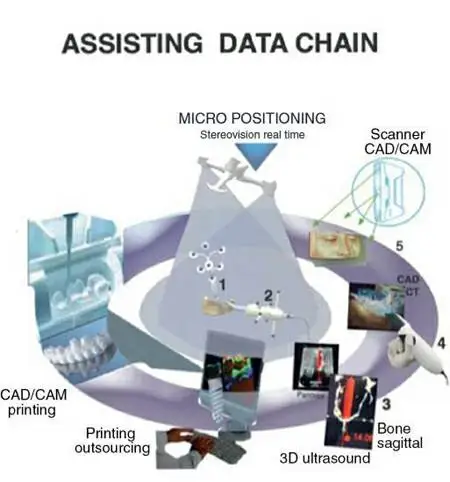 ASSISTING DATA CHAIN
MICRO POSITIONING
Stereovision real time
Scanner
CAD/CAM
5
1
2
CAD
CT
4
3
Bone
sagittal
3D ultrasound
CAD/CAM
printing
Printing
outsourcing